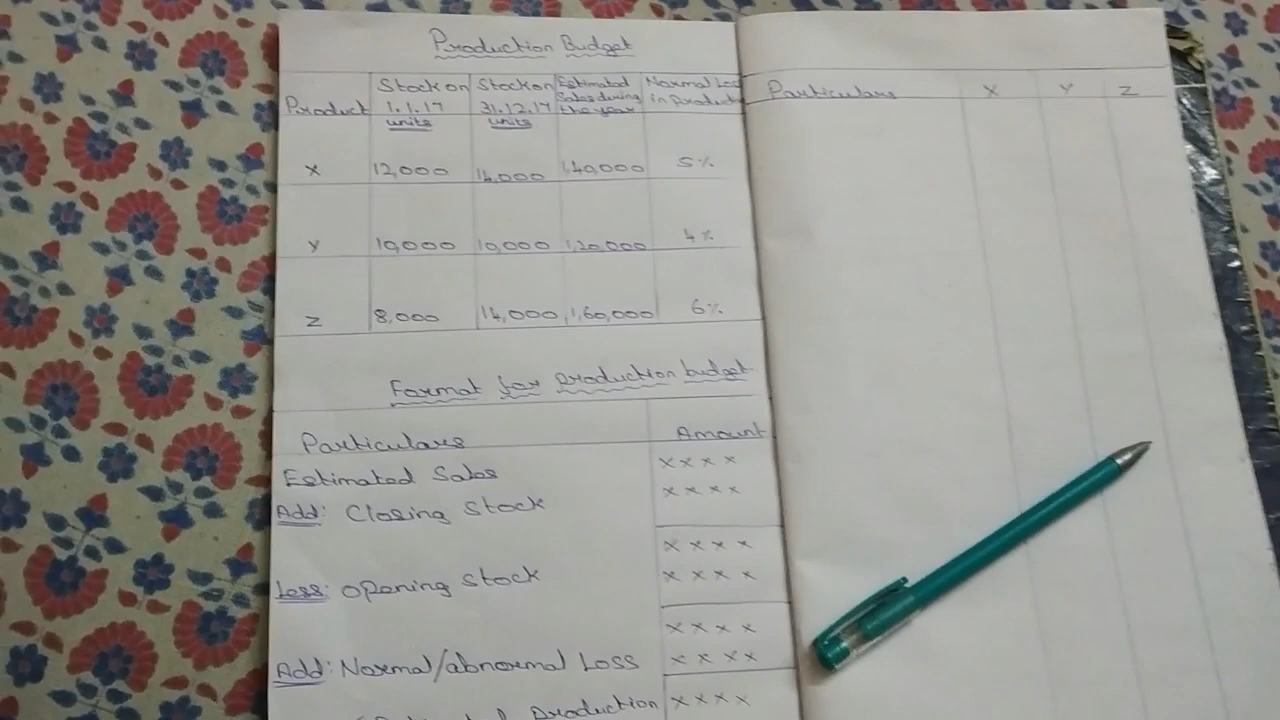 Production Budget
Product Stock on 1.1.17 units Stock on 31.12.17 units Estimated Sales during the year Normal Loss in
X 12,000 14,000 1,40,000 5%
Y 10,000 10,000 1,20,000 4%
Z 8,000 14,000 1,60,000 6%
Format for production budget
Particulars Amount
Estimated Sales xxxx
Add: Closing Stock xxxx
xxxx
Less: Opening Stock xxxx
xxxx
Add: Normal/abnormal Loss xxxx
Production xxxx
Particulars X Y Z